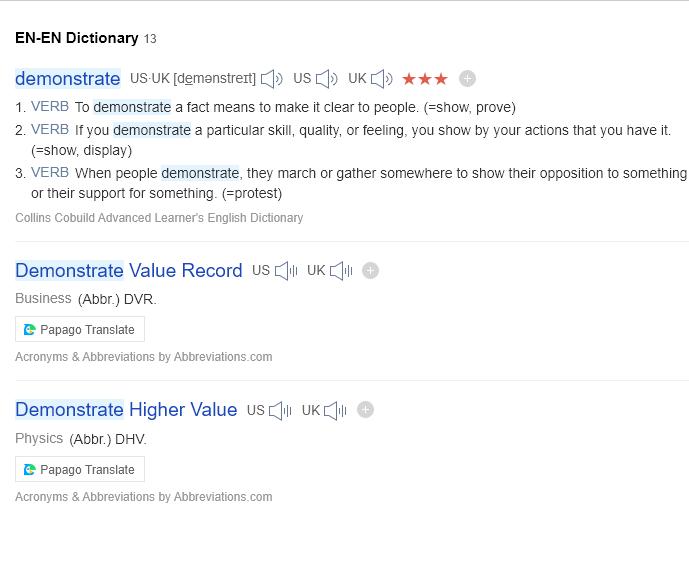 EN-EN Dictionary 13
demonstrate US·UK [demənstreɪt] US UK ★★★
1. VERB To demonstrate a fact means to make it clear to people. (=show, prove)
2. VERB If you demonstrate a particular skill, quality, or feeling, you show by your actions that you have it.
(=show, display)
3. VERB When people demonstrate, they march or gather somewhere to show their opposition to something
or their support for something. (=protest)
Collins Cobuild Advanced Learner's English Dictionary
Demonstrate Value Record US UK
Business (Abbr.) DVR.
Papago Translate
Acronyms & Abbreviations by Abbreviations.com
Demonstrate Higher Value US UK
Physics (Abbr.) DHV.
Papago Translate
Acronyms & Abbreviations by Abbreviations.com